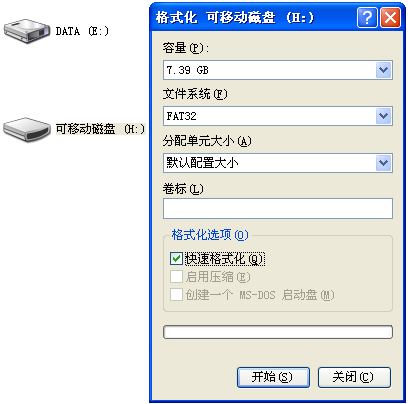 DATA (E:)
可移动磁盘 (H:)
格式化 可移动磁盘 (H:)
容量(P):
7.39 GB
文件系统(F)
FAT32
分配单元大小(A)
默认配置大小
卷标(L)
格式化选项(O)
快速格式化(Q)
启用压缩(E)
创建一个 MS-DOS 启动盘(M)
开始(S)
关闭(C)